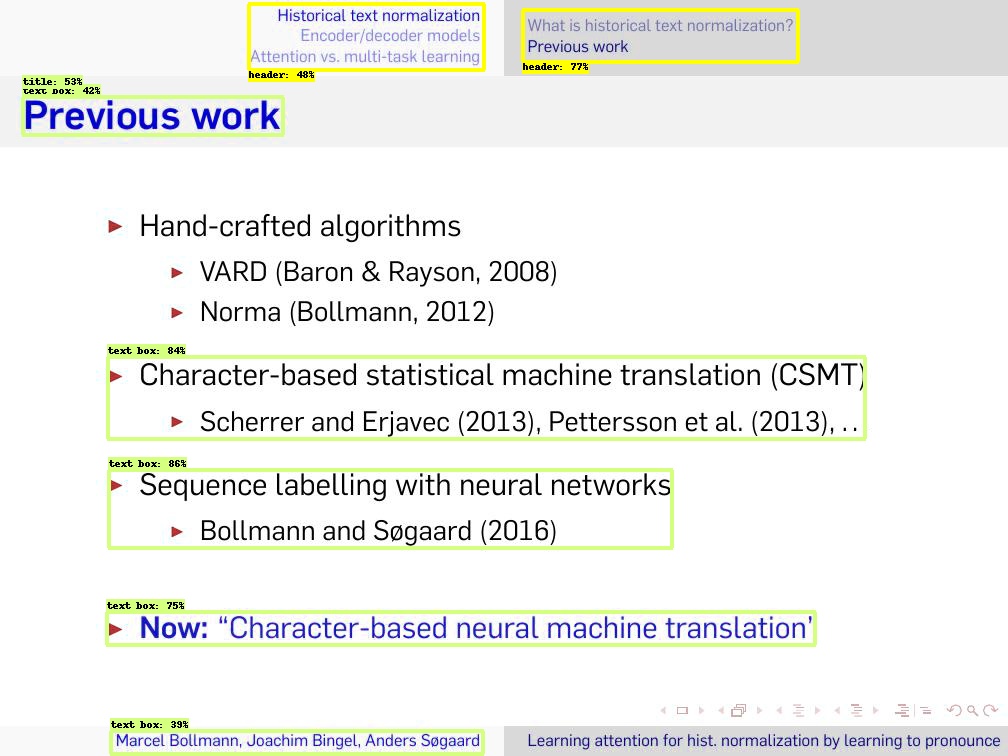 Historical text normalization
Encoder/decoder models
Attention vs. multi-task learning
What is historical text normalization?
Previous work
header: 48%
header: 77%
title: 53%
text box: 42%
Previous work
Hand-crafted algorithms
VARD (Baron & Rayson, 2008)
Norma (Bollmann, 2012)
text box: 84%
Character-based statistical machine translation (CSMT)
Scherrer and Erjavec (2013), Pettersson et al. (2013), . .
text box: 86%
Sequence labelling with neural networks
Bollmann and Søgaard (2016)
text box: 75%
Now: “Character-based neural machine translation’
text box: 39%
Marcel Bollmann, Joachim Bingel, Anders Søgaard
Learning attention for hist. normalization by learning to pronounce